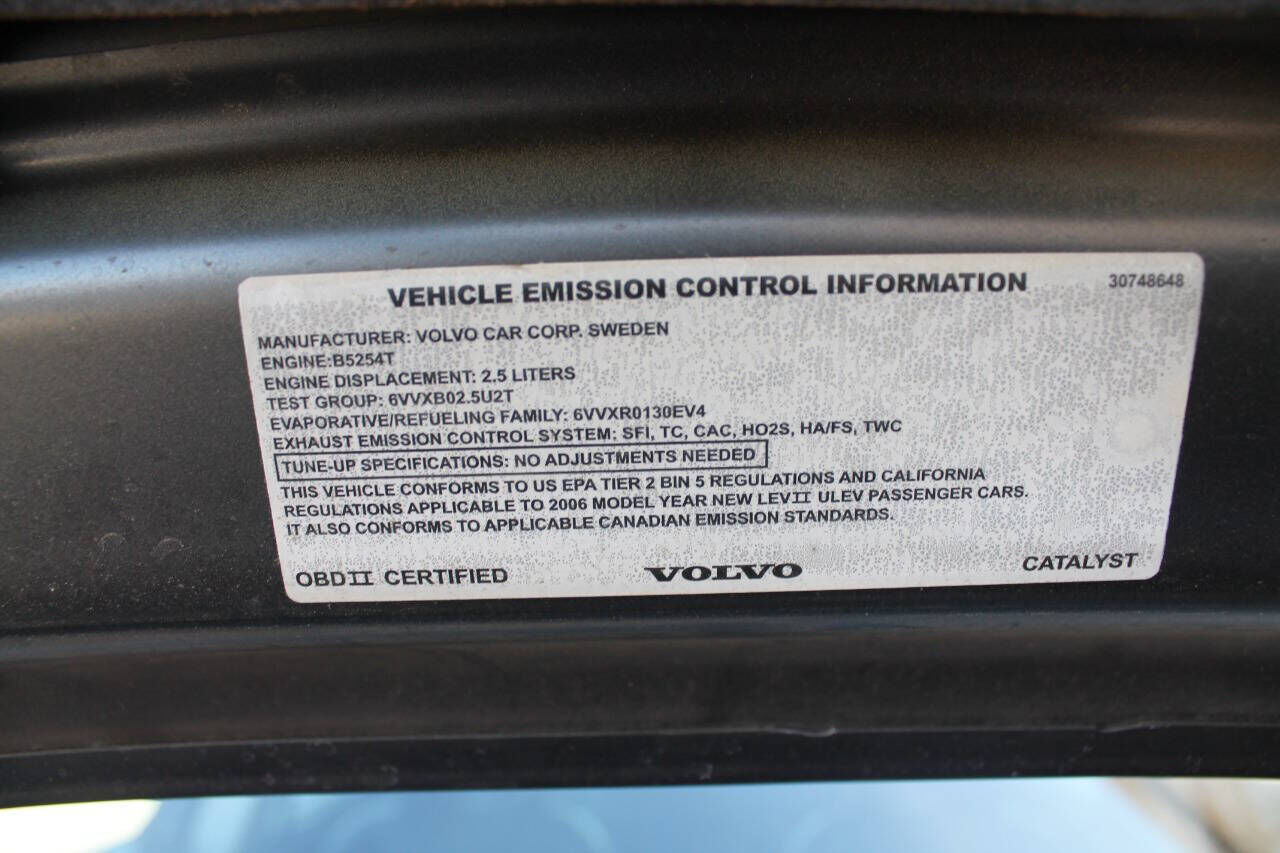 VEHICLE EMISSION CONTROL INFORMATION 30748648
MANUFACTURER: VOLVO CAR CORP. SWEDEN
ENGINE:B5254T
ENGINE DISPLACEMENT: 2.5 LITERS
TEST GROUP: 6VVXB02.5U2T
EVAPORATIVE/REFUELING FAMILY: 6VVXR0130EV4
EXHAUST EMISSION CONTROL SYSTEM: SFI, TC, CAC, HO2S, HA/FS, TWC
TUNE-UP SPECIFICATIONS: NO ADJUSTMENTS NEEDED
THIS VEHICLE CONFORMS TO US EPA TIER 2 BIN 5 REGULATIONS AND CALIFORNIA
REGULATIONS APPLICABLE TO 2006 MODEL YEAR NEW LEVII ULEV PASSENGER CARS.
IT ALSO CONFORMS TO APPLICABLE CANADIAN EMISSION STANDARDS.
OBDII CERTIFIED VOLVO CATALYST